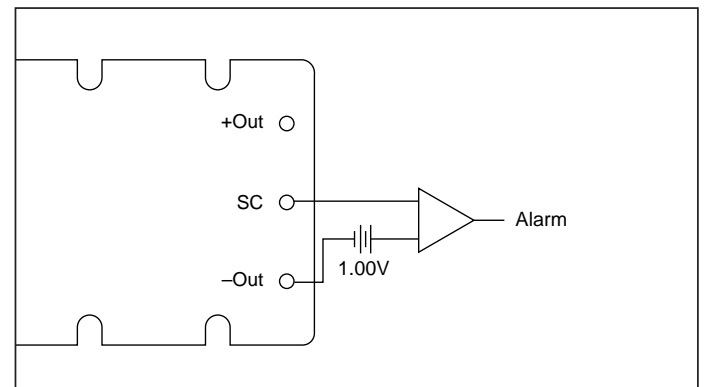 +Out
SC
Alarm
1.00V
–Out